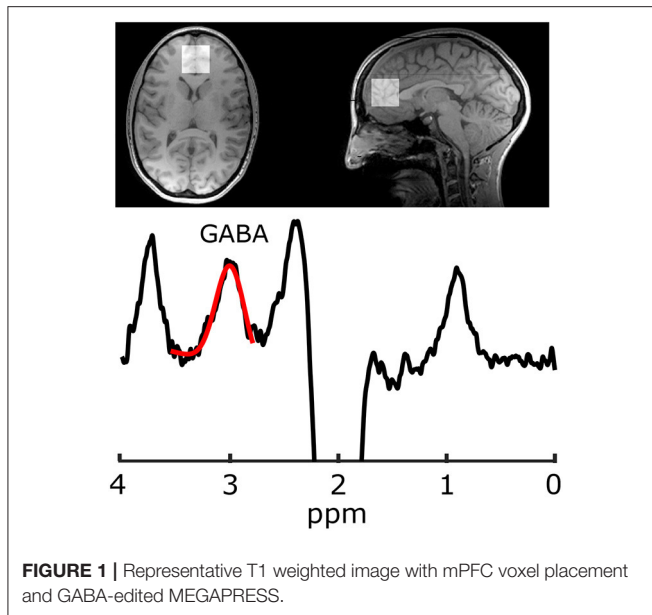 GABA
4 3 2 1 0
ppm
FIGURE 1 | Representative T1 weighted image with mPFC voxel placement
and GABA-edited MEGAPRESS.